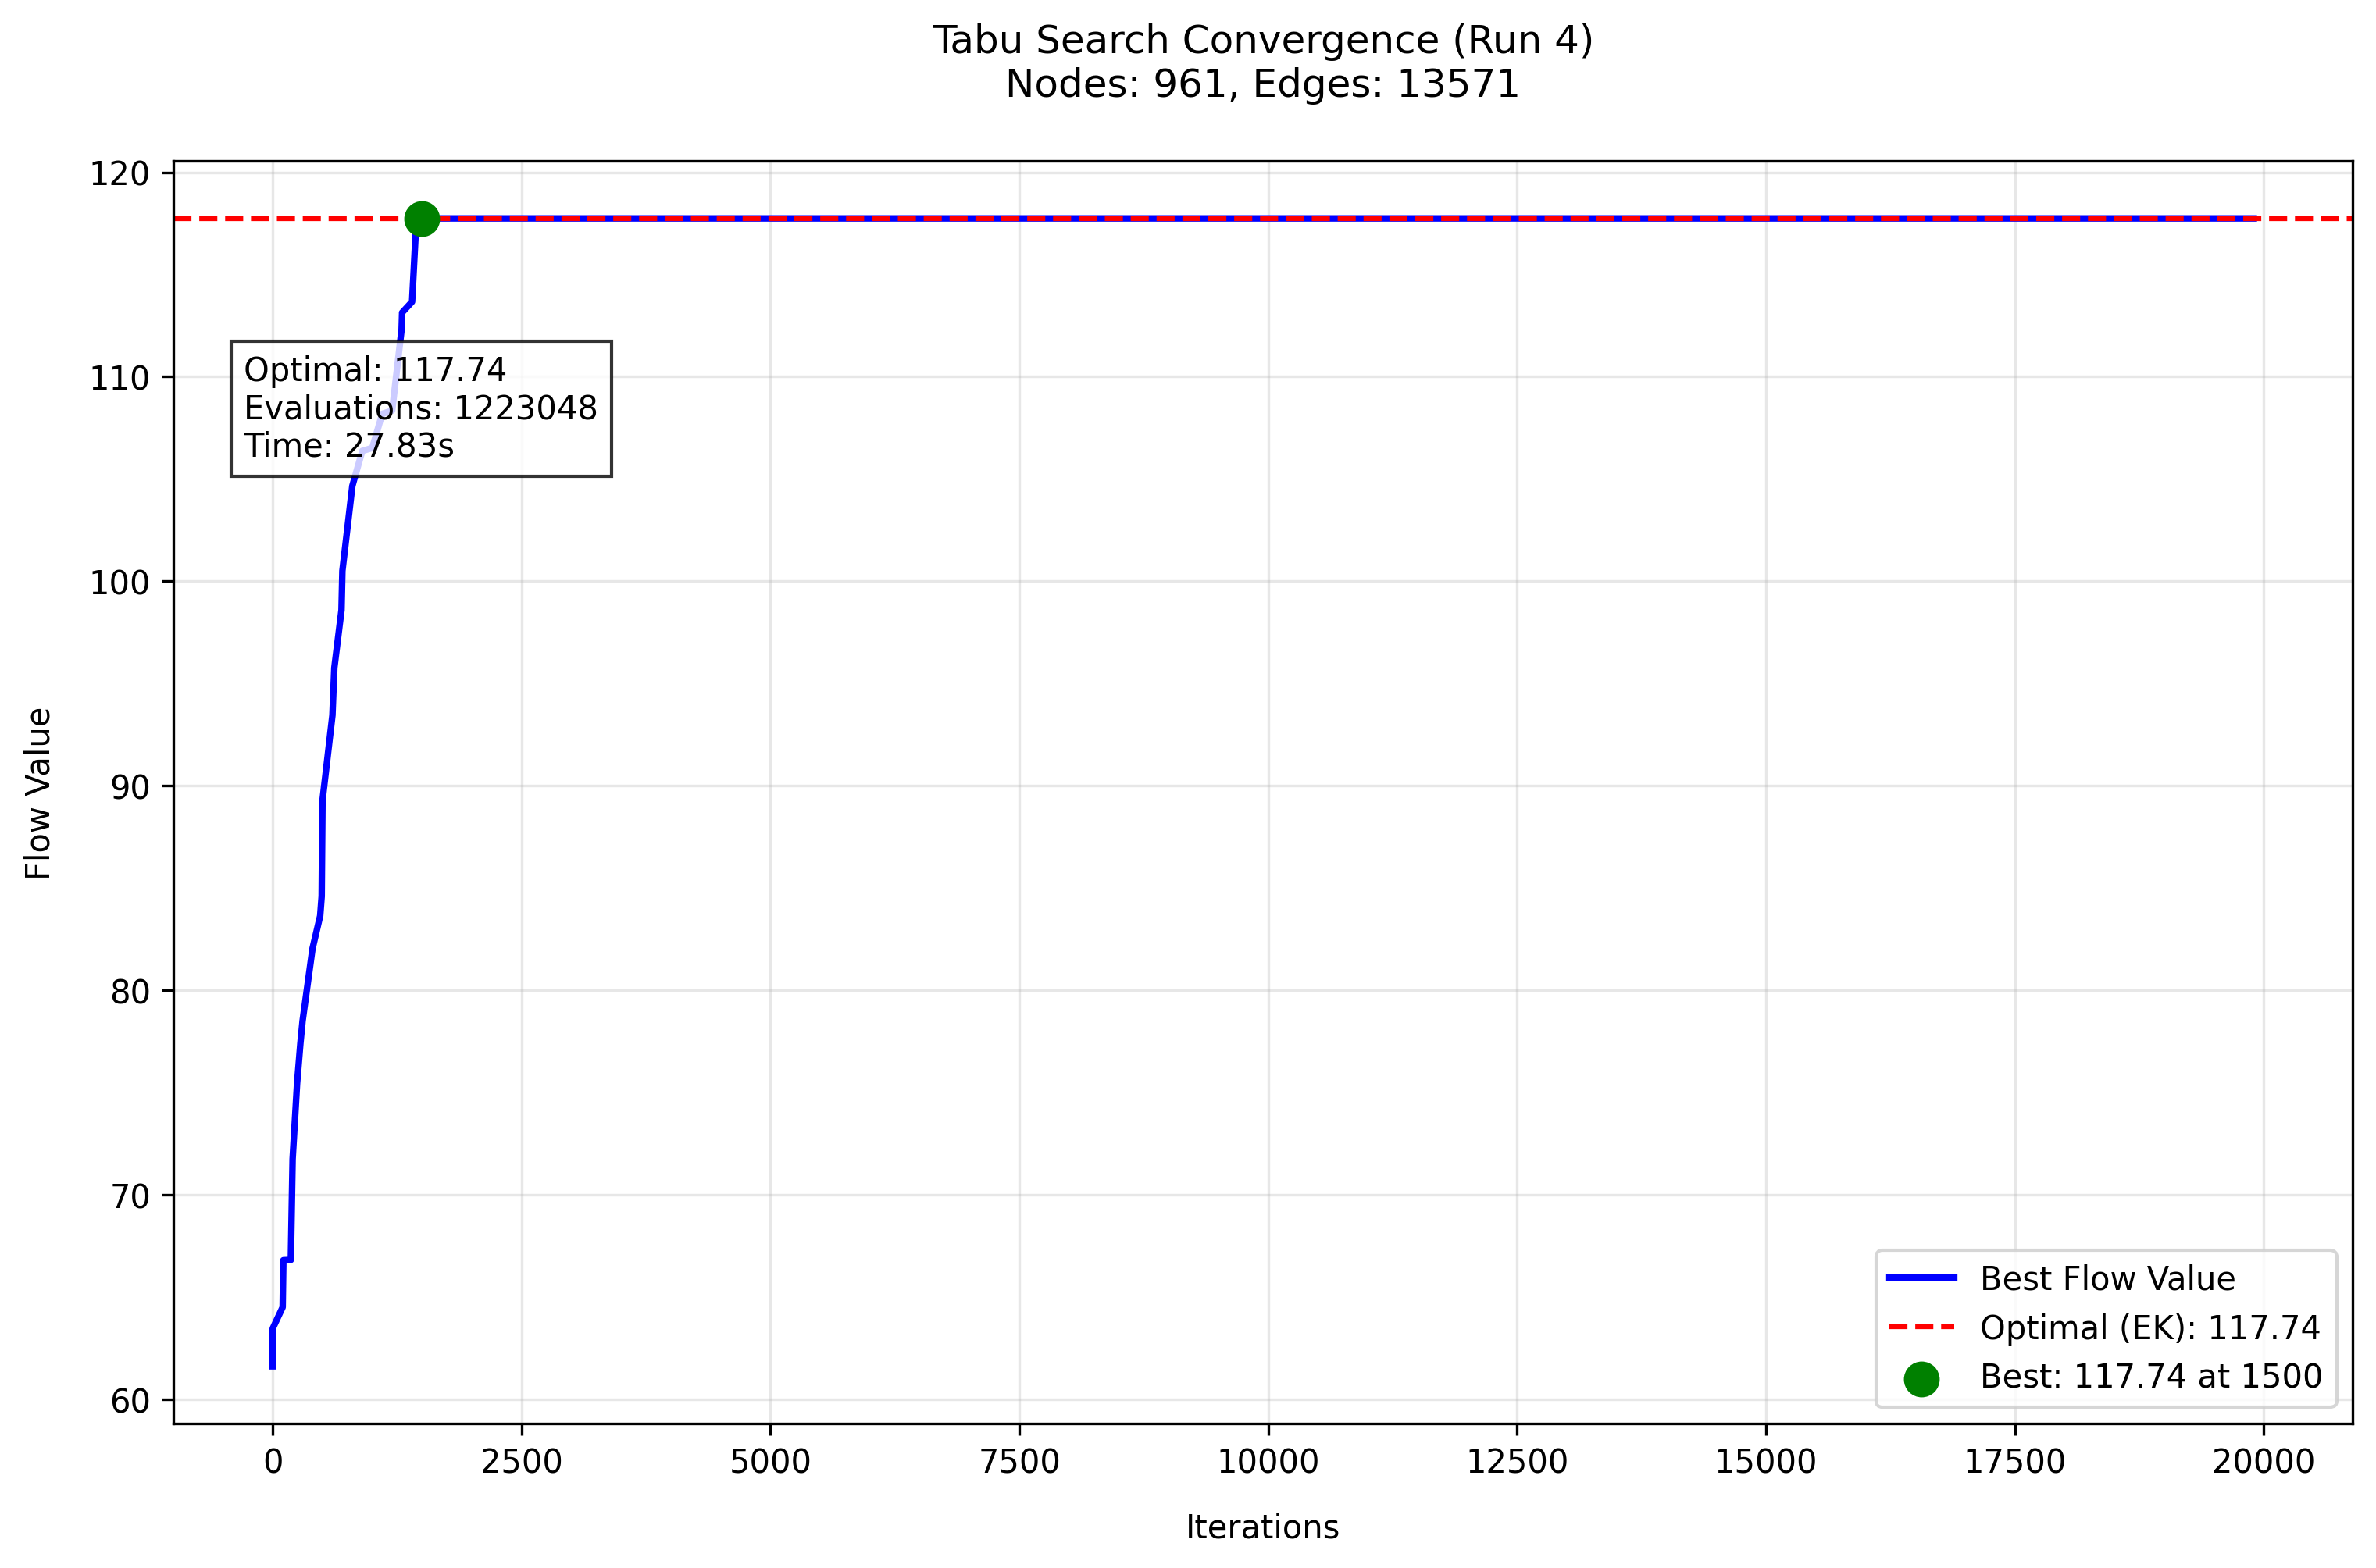 Tabu Search Convergence (Run 4)
Nodes: 961, Edges: 13571
120
110
100
90
80
70
60
Flow Value
Optimal: 117.74
Evaluations: 1223048
Time: 27.83s
Best Flow Value
Optimal (EK): 117.74
Best: 117.74 at 1500
0 2500 5000 7500 10000 12500 15000 17500 20000
Iterations